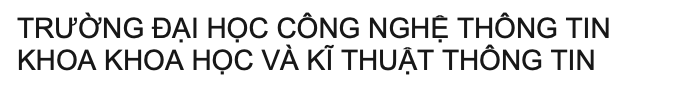 TRƯỜNG ĐẠI HỌC CÔNG NGHỆ THÔNG TIN
KHOA KHOA HỌC VÀ KĨ THUẬT THÔNG TIN